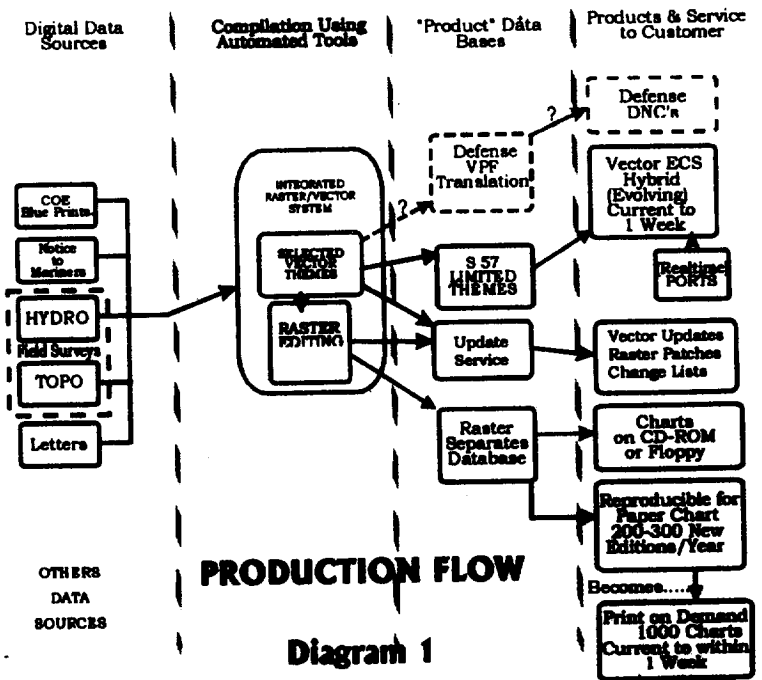 Digital Data
Sources
Compilation Using
Automated Tools
"Product" Data
Bases
Products & Service
to Customer
COE
Blue Prints
Notice
to
Mariners
HYDRO
Field Surveys
TOPO
Letters
OTHERS
DATA
SOURCES
INTEGRATED
RASTER/VECTOR
SYSTEM
SELECTED
VECTOR
THEMES
RASTER
EDITING
?
Defense
VPF
Translation
?
S 57
LIMITED
THEMES
Update
Service
Raster
Separates
Database
Defense
DNC's
Vector ECS
Hybrid
(Evolving)
Current to
1 Week
Realtime
PORTS
Vector Updates
Raster Patches
Change Lists
Charts
on CD-ROM
or Floppy
Reproducible for
Paper Chart
200-300 New
Editions/Year
Becomes.....
Print on Demand
1000 Charts
Current to within
1 Week
PRODUCTION FLOW
Diagram 1